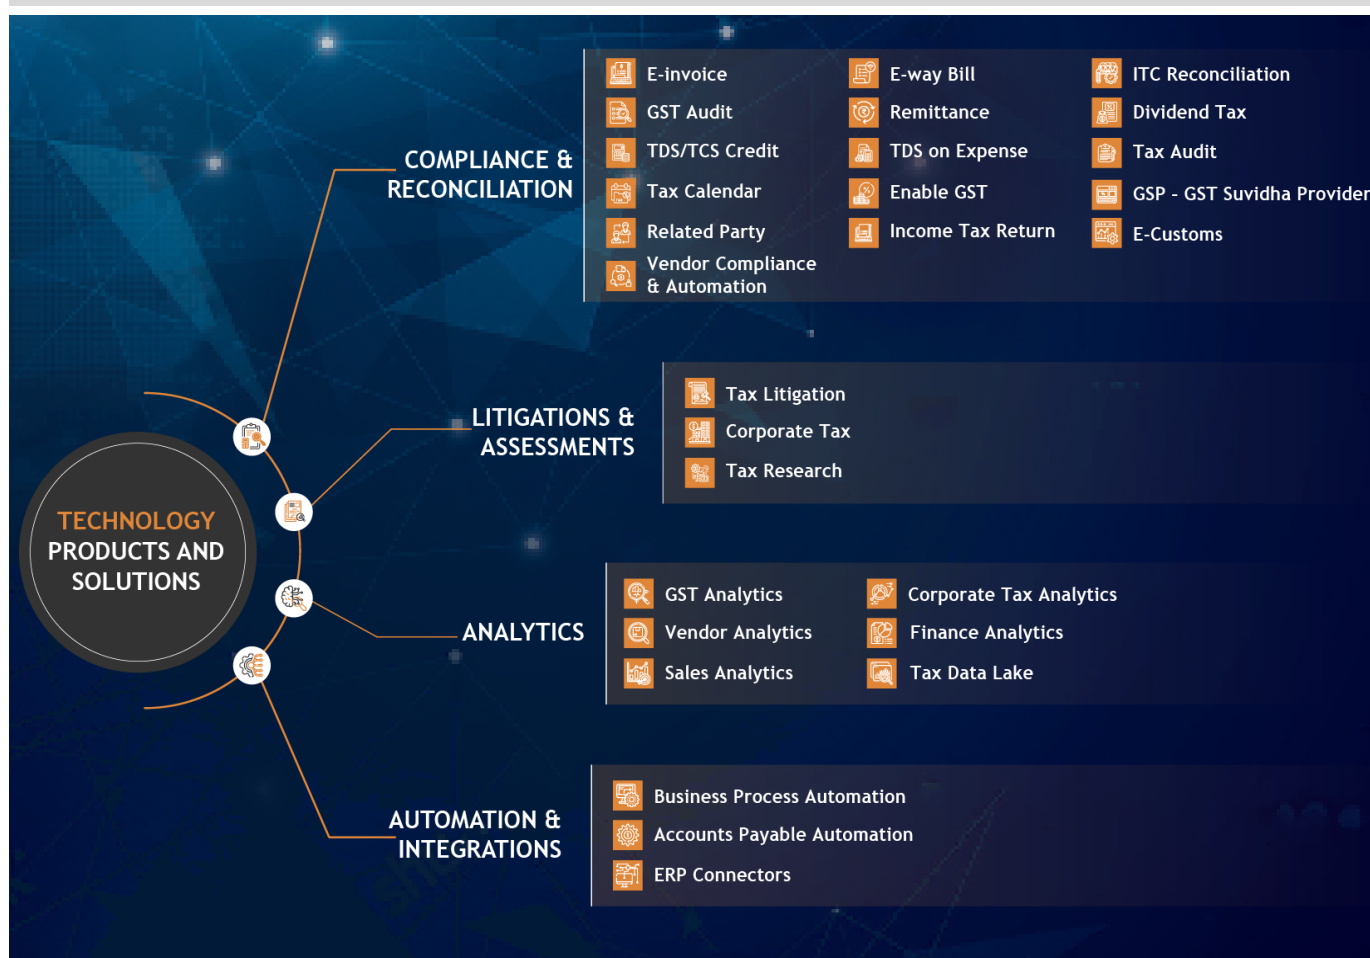 TECHNOLOGY
PRODUCTS AND
SOLUTIONS
COMPLIANCE &
RECONCILIATION
E-invoice
GST Audit
TDS/TCS Credit
Tax Calendar
Related Party
Vendor Compliance
& Automation
E-way Bill
Remittance
TDS on Expense
Enable GST
Income Tax Return
ITC Reconciliation
Dividend Tax
Tax Audit
GSP - GST Suvidha Provider
E-Customs
LITIGATIONS &
ASSESSMENTS
Tax Litigation
Corporate Tax
Tax Research
ANALYTICS
GST Analytics
Vendor Analytics
Sales Analytics
Corporate Tax Analytics
Finance Analytics
Tax Data Lake
AUTOMATION &
INTEGRATIONS
Business Process Automation
Accounts Payable Automation
ERP Connectors